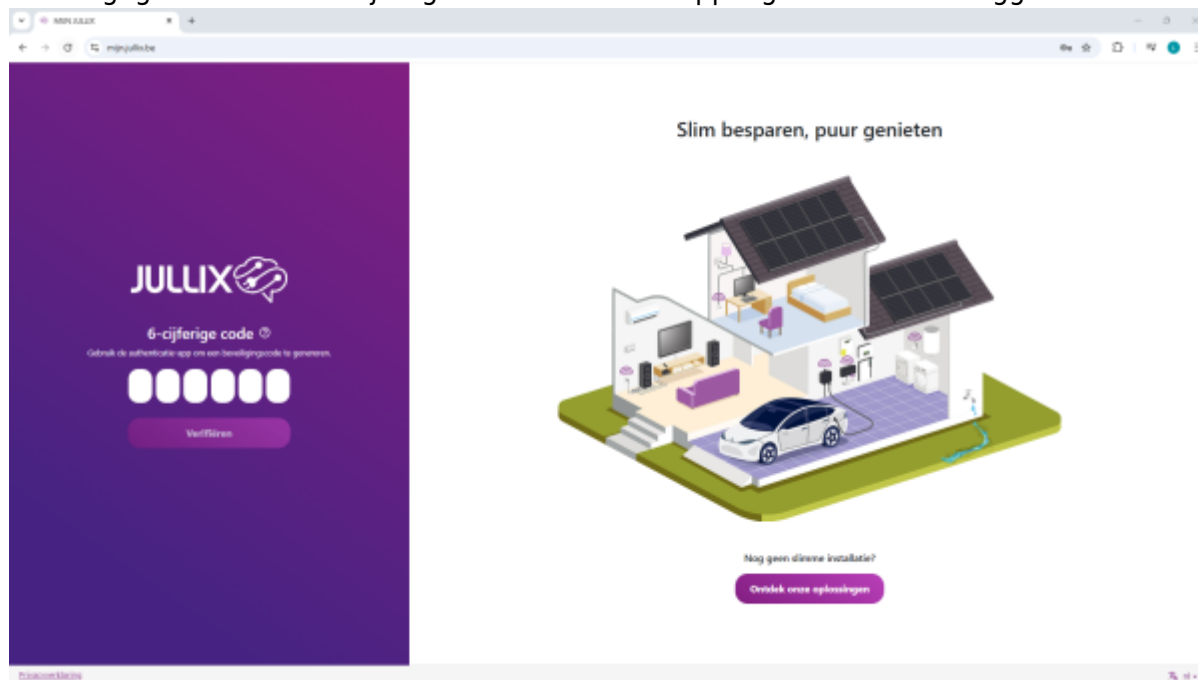 MIJN JULLIX
mijn.jullix.be
Slim besparen, puur genieten
JULLIX
6-cijferige code
Gebruik de authenticatie app om een beveiligingscode te genereren.
Verifiëren
Nog geen slimme installatie?
Ontdek onze oplossingen
Privacyverklaring
nl